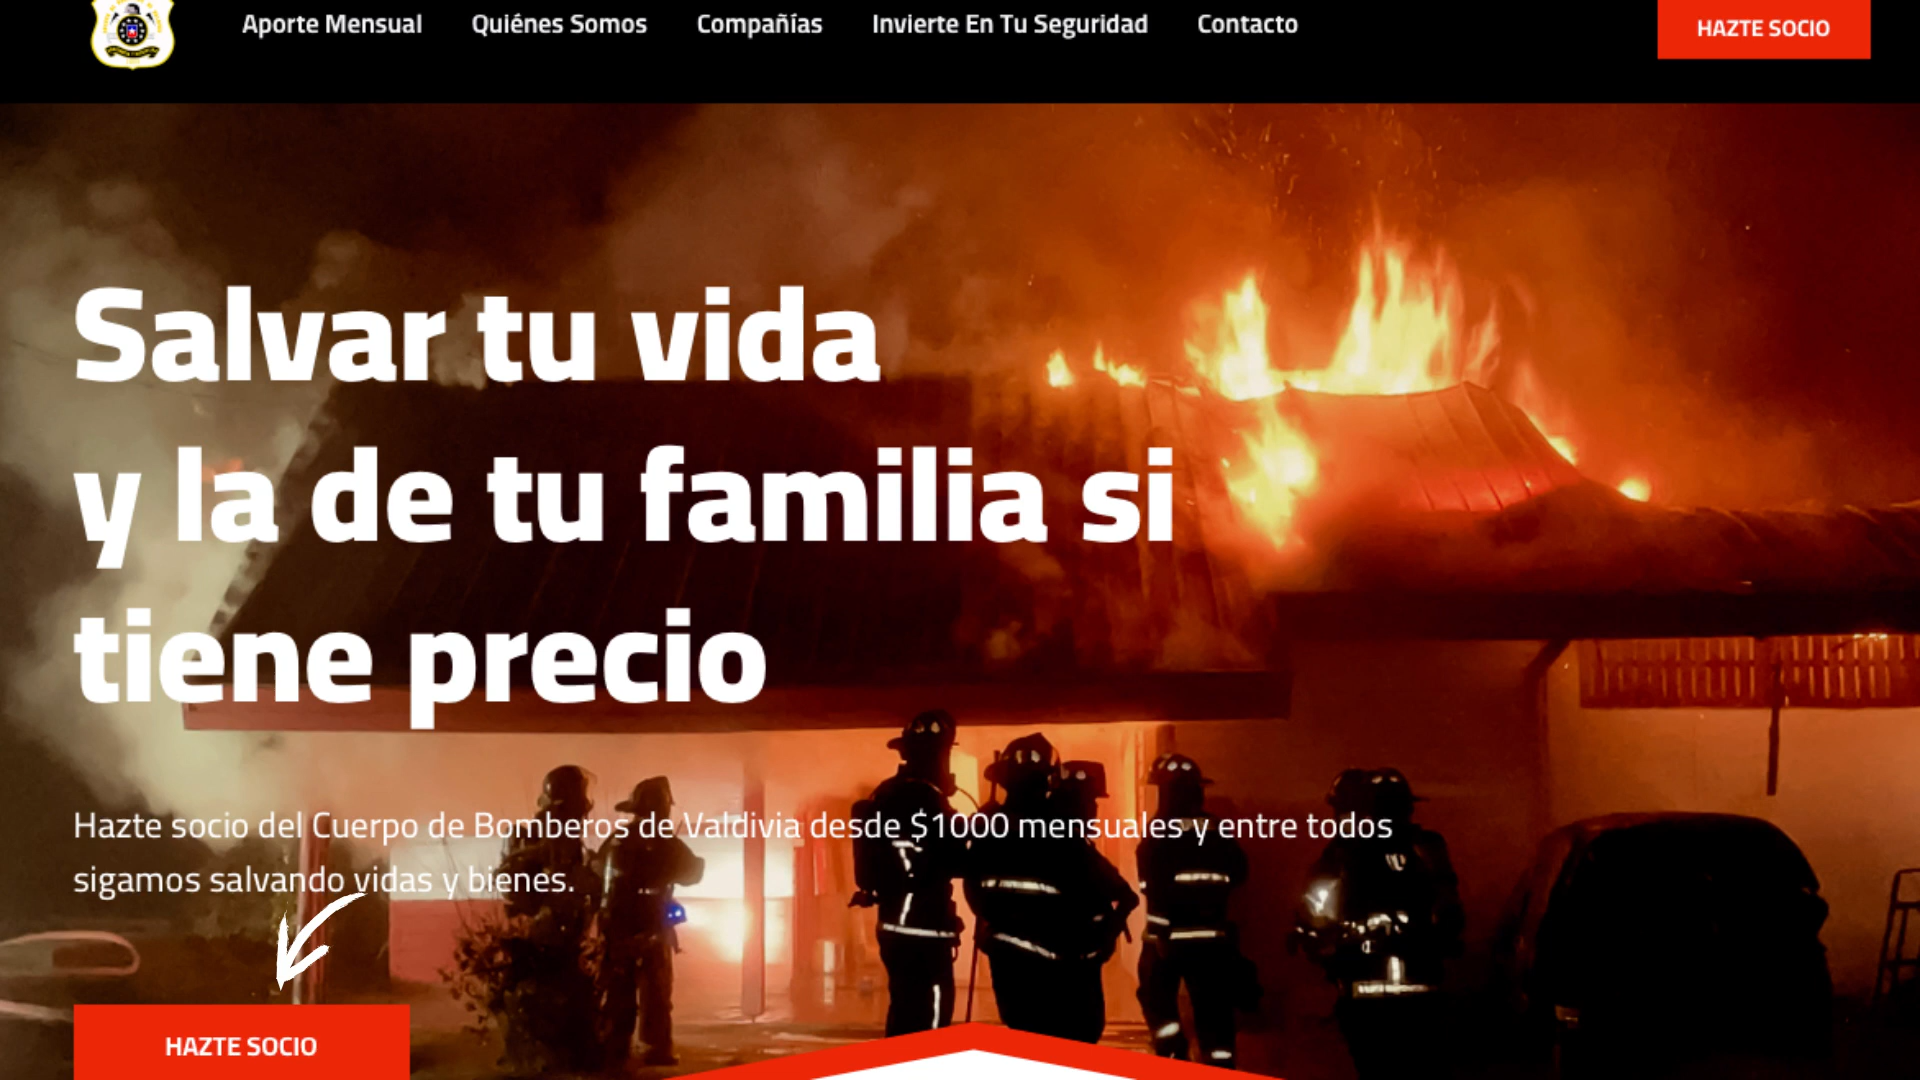 Aporte Mensual
Quiénes Somos
Compañías
Invierte En Tu Seguridad
Contacto
HAZTE SOCIO
Salvar tu vida
y la de tu familia si
tiene precio
Hazte socio del Cuerpo de Bomberos de Valdivia desde $1000 mensuales y entre todos
sigamos salvando vidas y bienes.
HAZTE SOCIO